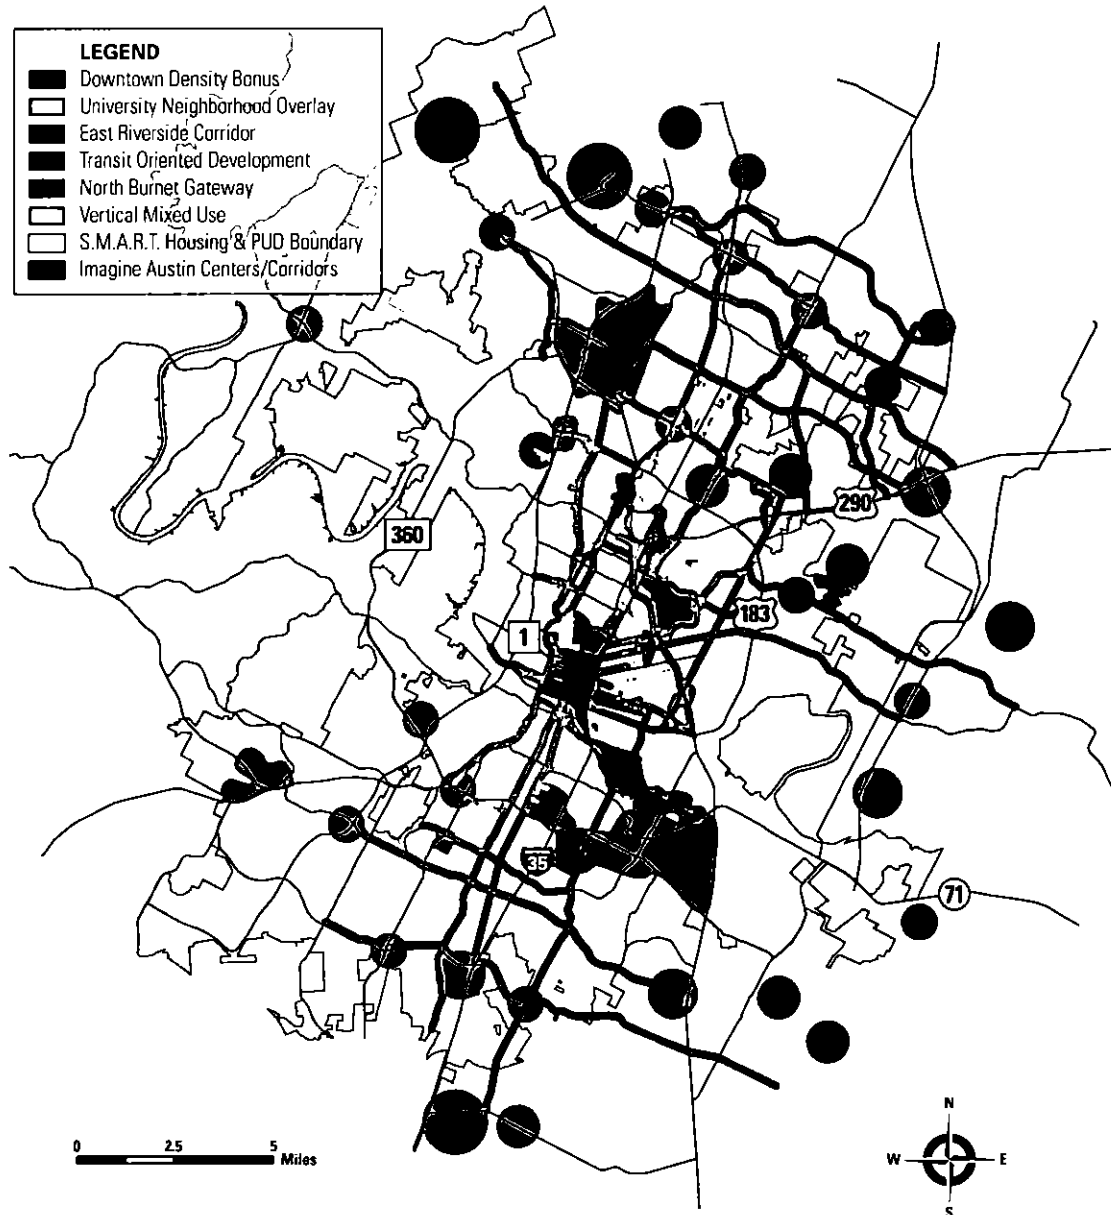 LEGEND
Downtown Density Bonus
University Neighborhood Overlay
East Riverside Corridor
Transit Oriented Development
North Burnet Gateway
Vertical Mixed Use
S.M.A.R.T. Housing & PUD Boundary
Imagine Austin Centers/Corridors
290
360
183
1
35
71
N
W E
S
0 2.5 5
Miles